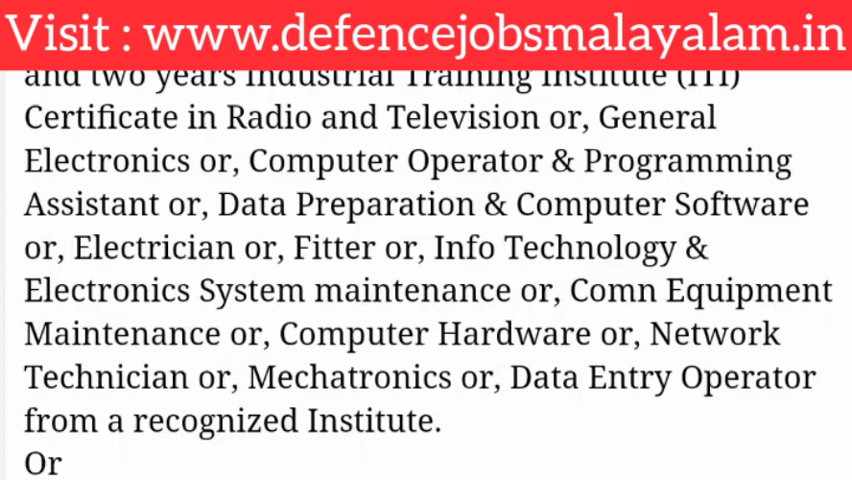 Visit : www.defencejobsmalayalam.in
and two years Industrial Training Institute (ITI)
Certificate in Radio and Television or, General
Electronics or, Computer Operator & Programming
Assistant or, Data Preparation & Computer Software
or, Electrician or, Fitter or, Info Technology &
Electronics System maintenance or, Comn Equipment
Maintenance or, Computer Hardware or, Network
Technician or, Mechatronics or, Data Entry Operator
from a recognized Institute.
Or